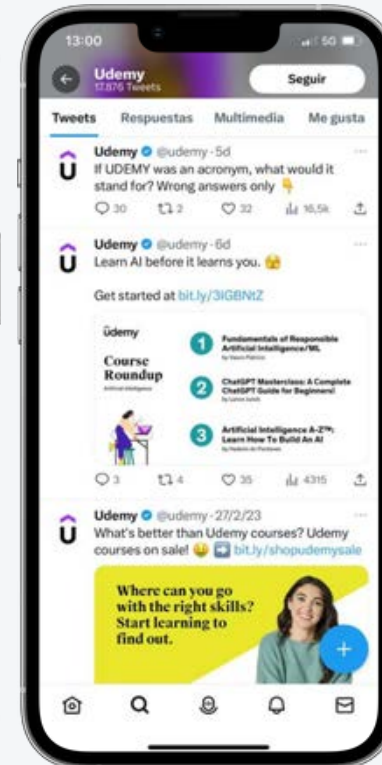 13:00
5G
Udemy
17.876 Tweets
Seguir
Tweets Respuestas Multimedia Me gusta
Udemy @udemy · 5d
If UDEMY was an acronym, what would it
stand for? Wrong answers only 👇
30 2 32 16,5k
Udemy @udemy · 6d
Learn AI before it learns you. 🫣
Get started at bit.ly/3IGBNtZ
ûdemy
Course
Roundup
Artificial Intelligence
1 Fundamentals of Responsible
Artificial Intelligence/ML
2 ChatGPT Masterclass: A Complete
ChatGPT Guide for Beginners!
3 Artificial Intelligence A-Z™:
Learn How To Build An AI
3 4 35 4315
Udemy @udemy · 27/2/23
What's better than Udemy courses? Udemy
courses on sale! 😃 ➡️ bit.ly/shopudemysale
Where can you go
with the right skills?
Start learning to
find out.